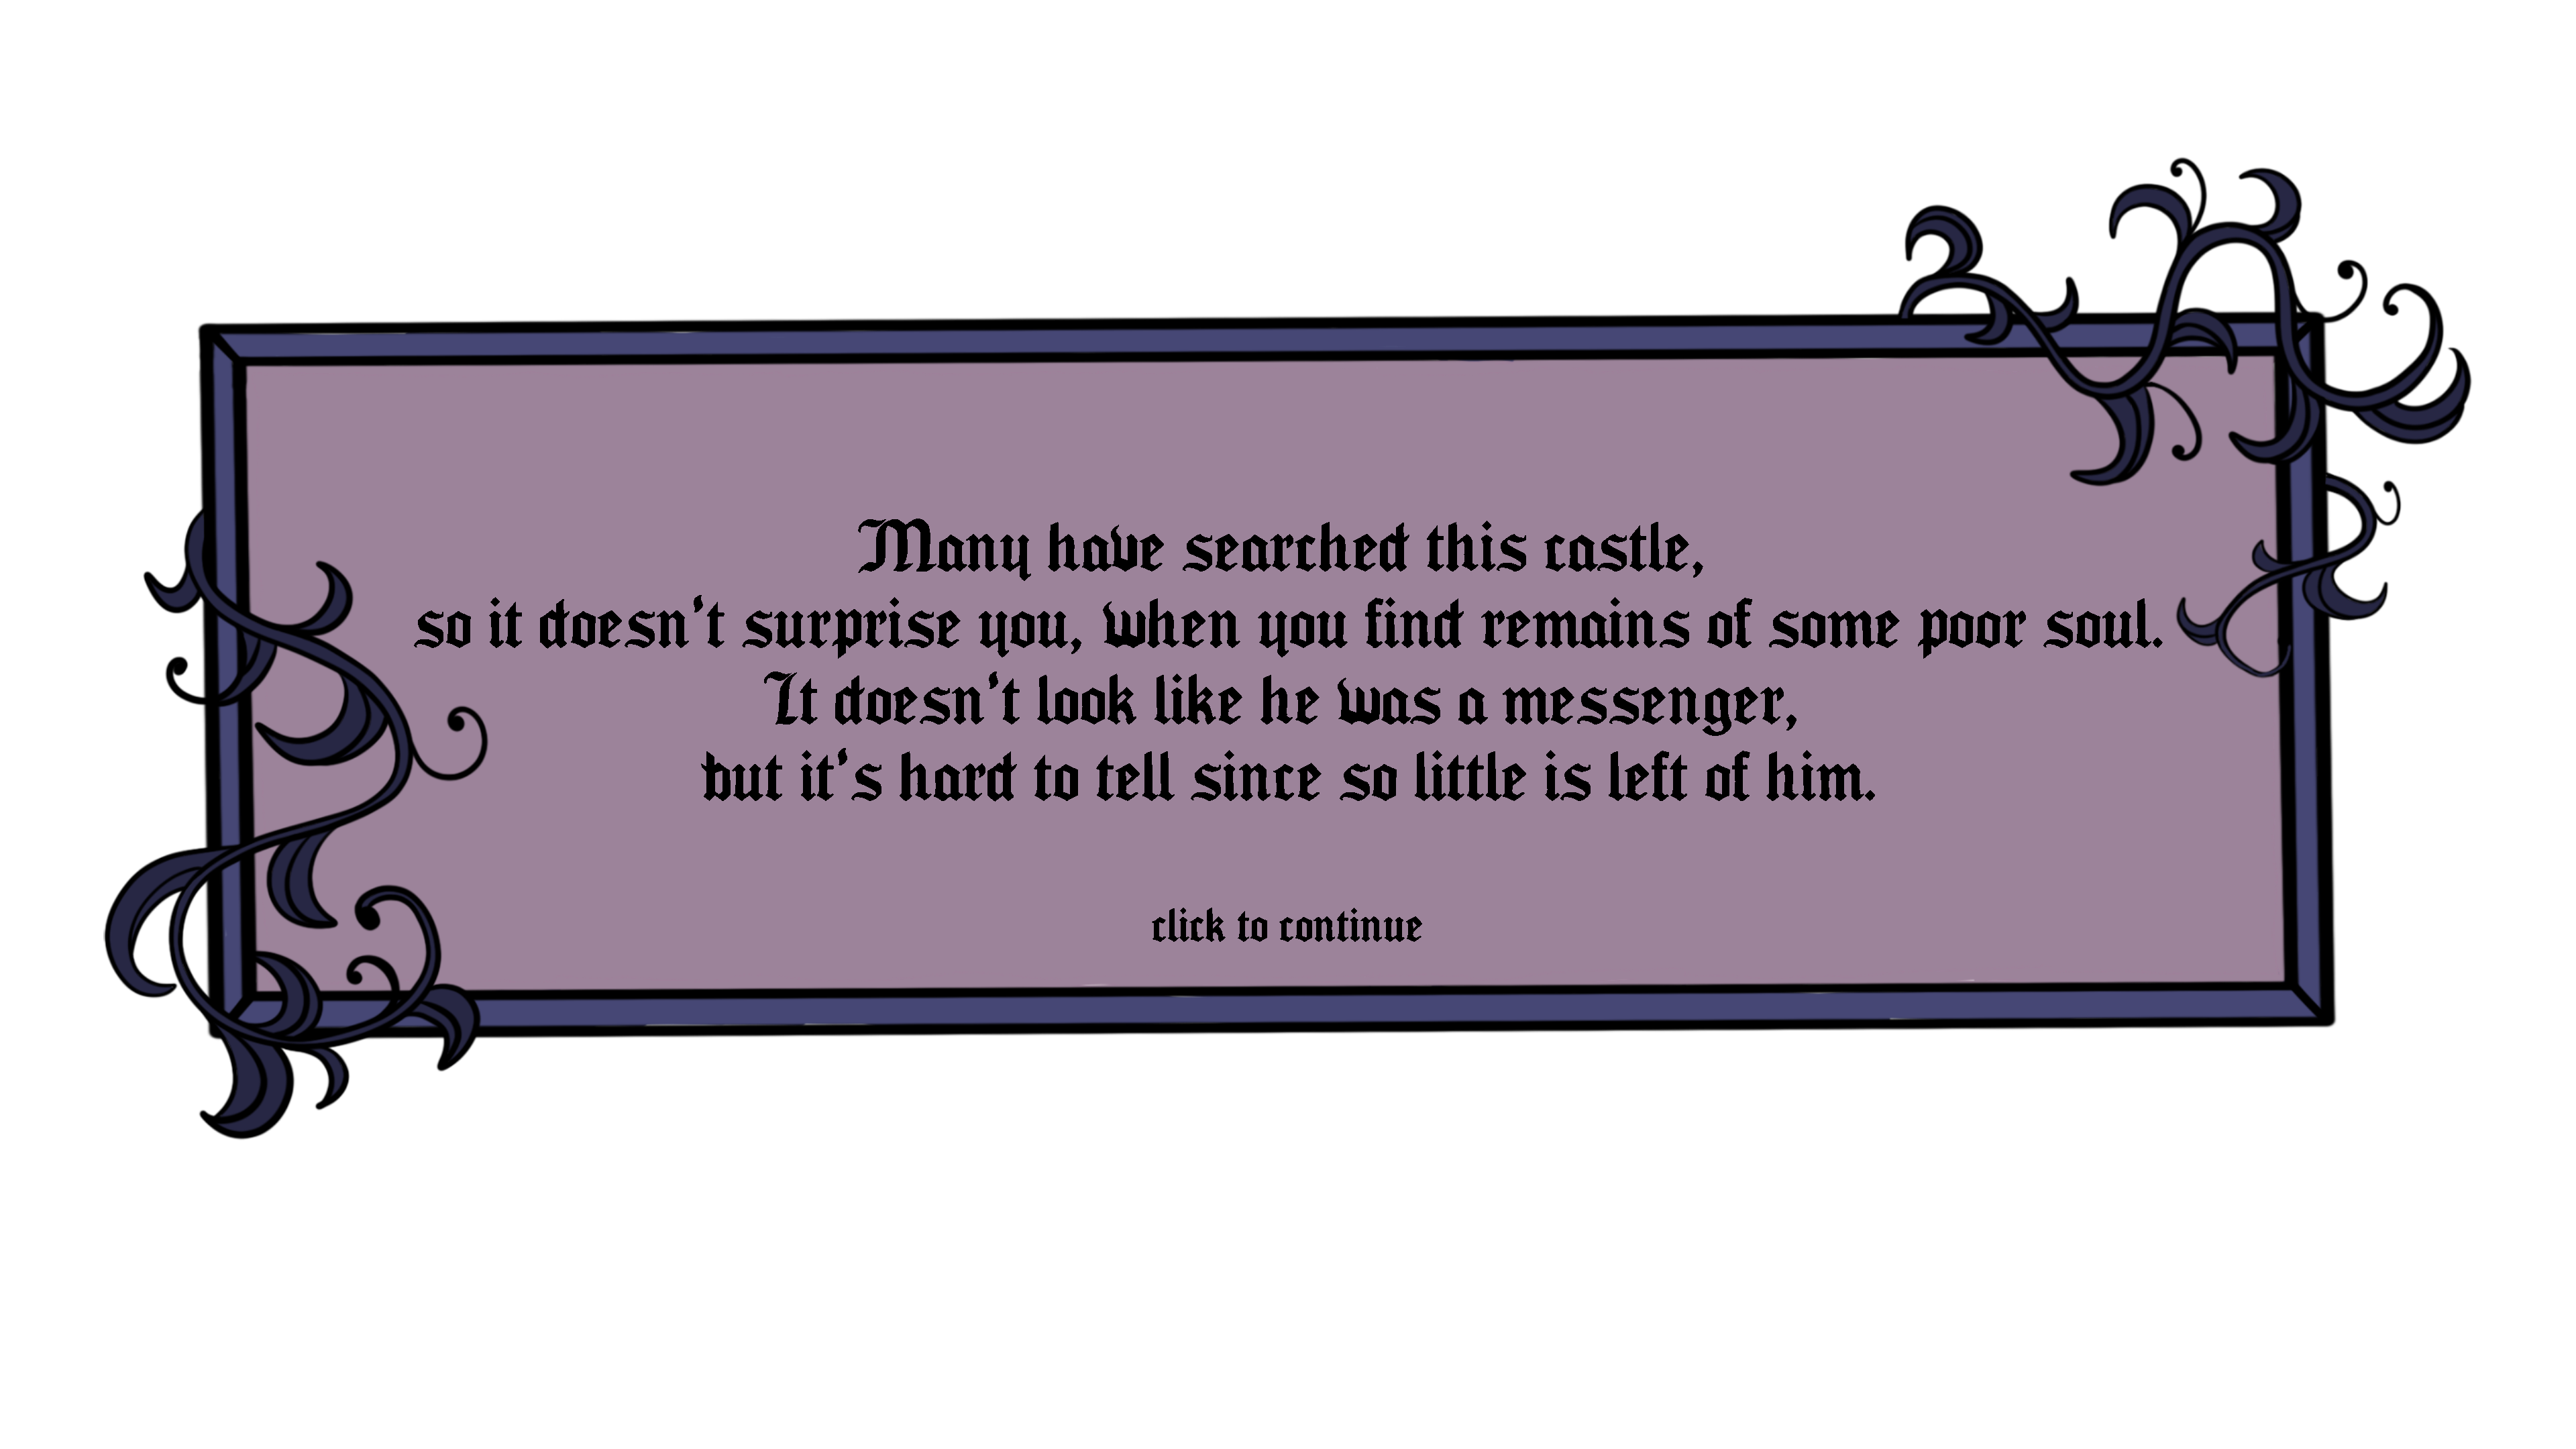 Many have searched this castle,
so it doesn't surprise you, when you find remains of some poor soul.
It doesn't look like he was a messenger,
but it's hard to tell since so little is left of him.
click to continue